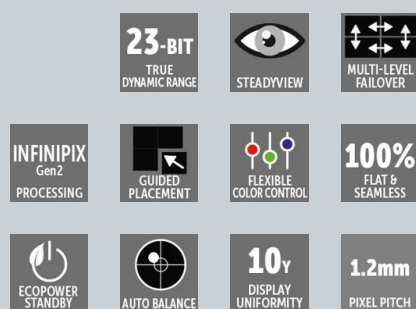 23-BIT
TRUE
DYNAMIC RANGE
STEADYVIEW
MULTI-LEVEL
FAILOVER
INFINIPIX
Gen2
PROCESSING
GUIDED
PLACEMENT
FLEXIBLE
COLOR CONTROL
100%
FLAT &
SEAMLESS
ECOPOWER
STANDBY
AUTO BALANCE
10Y
DISPLAY
UNIFORMITY
1.2mm
PIXEL PITCH